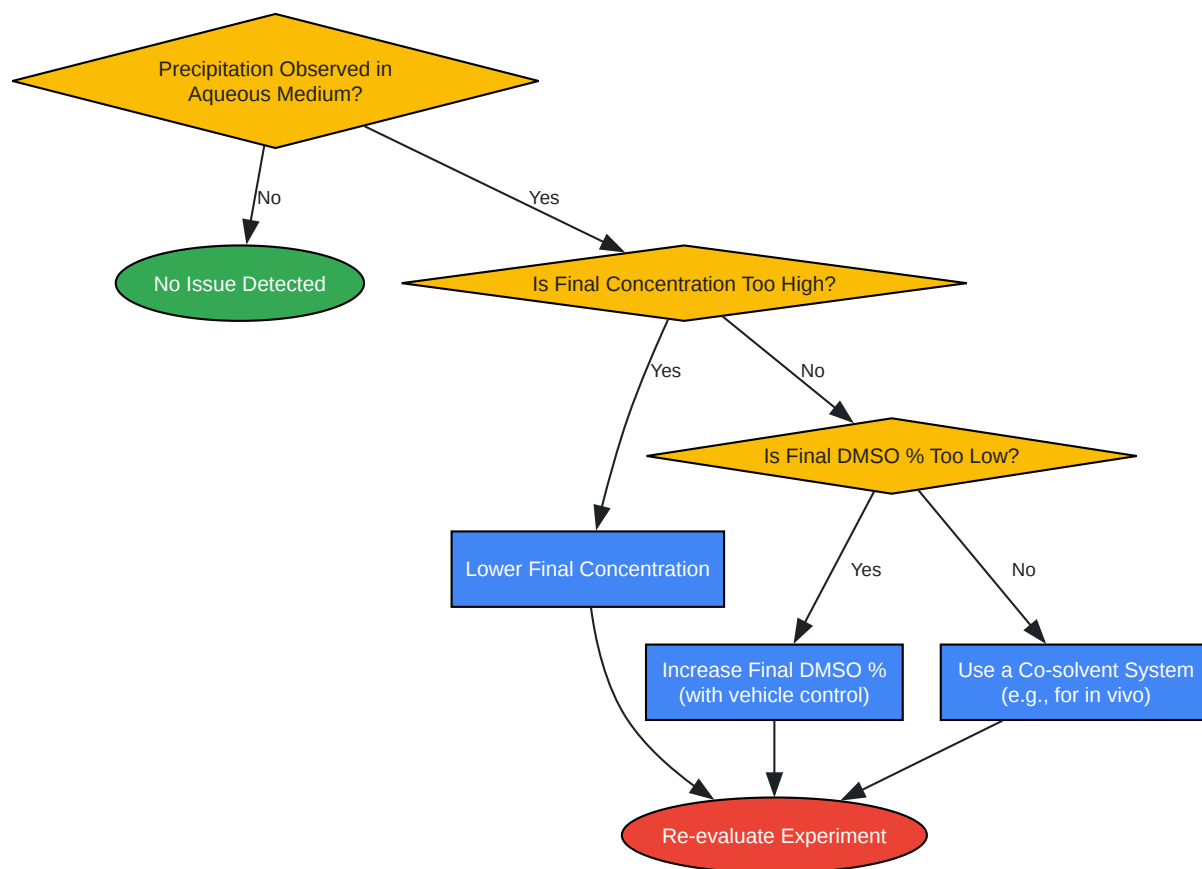 Precipitation Observed in
Aqueous Medium?
No
Yes
No Issue Detected
Is Final Concentration Too High?
Yes
No
Is Final DMSO % Too Low?
Lower Final Concentration
Yes
No
Increase Final DMSO %
(with vehicle control)
Use a Co-solvent System
(e.g., for in vivo)
Re-evaluate Experiment